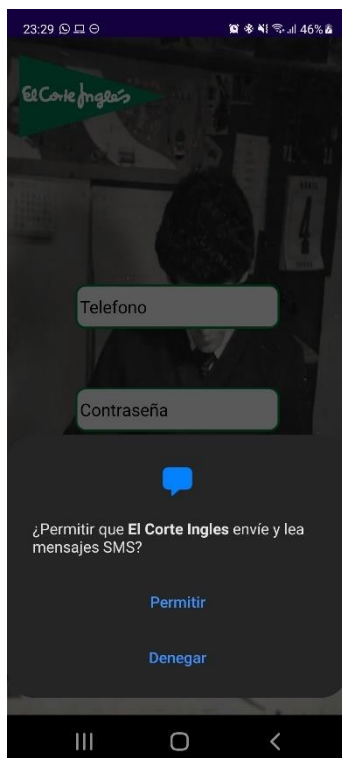 23:29
46%
El Corte Inglés
Telefono
Contraseña
¿Permitir que El Corte Ingles envíe y lea
mensajes SMS?
Permitir
Denegar